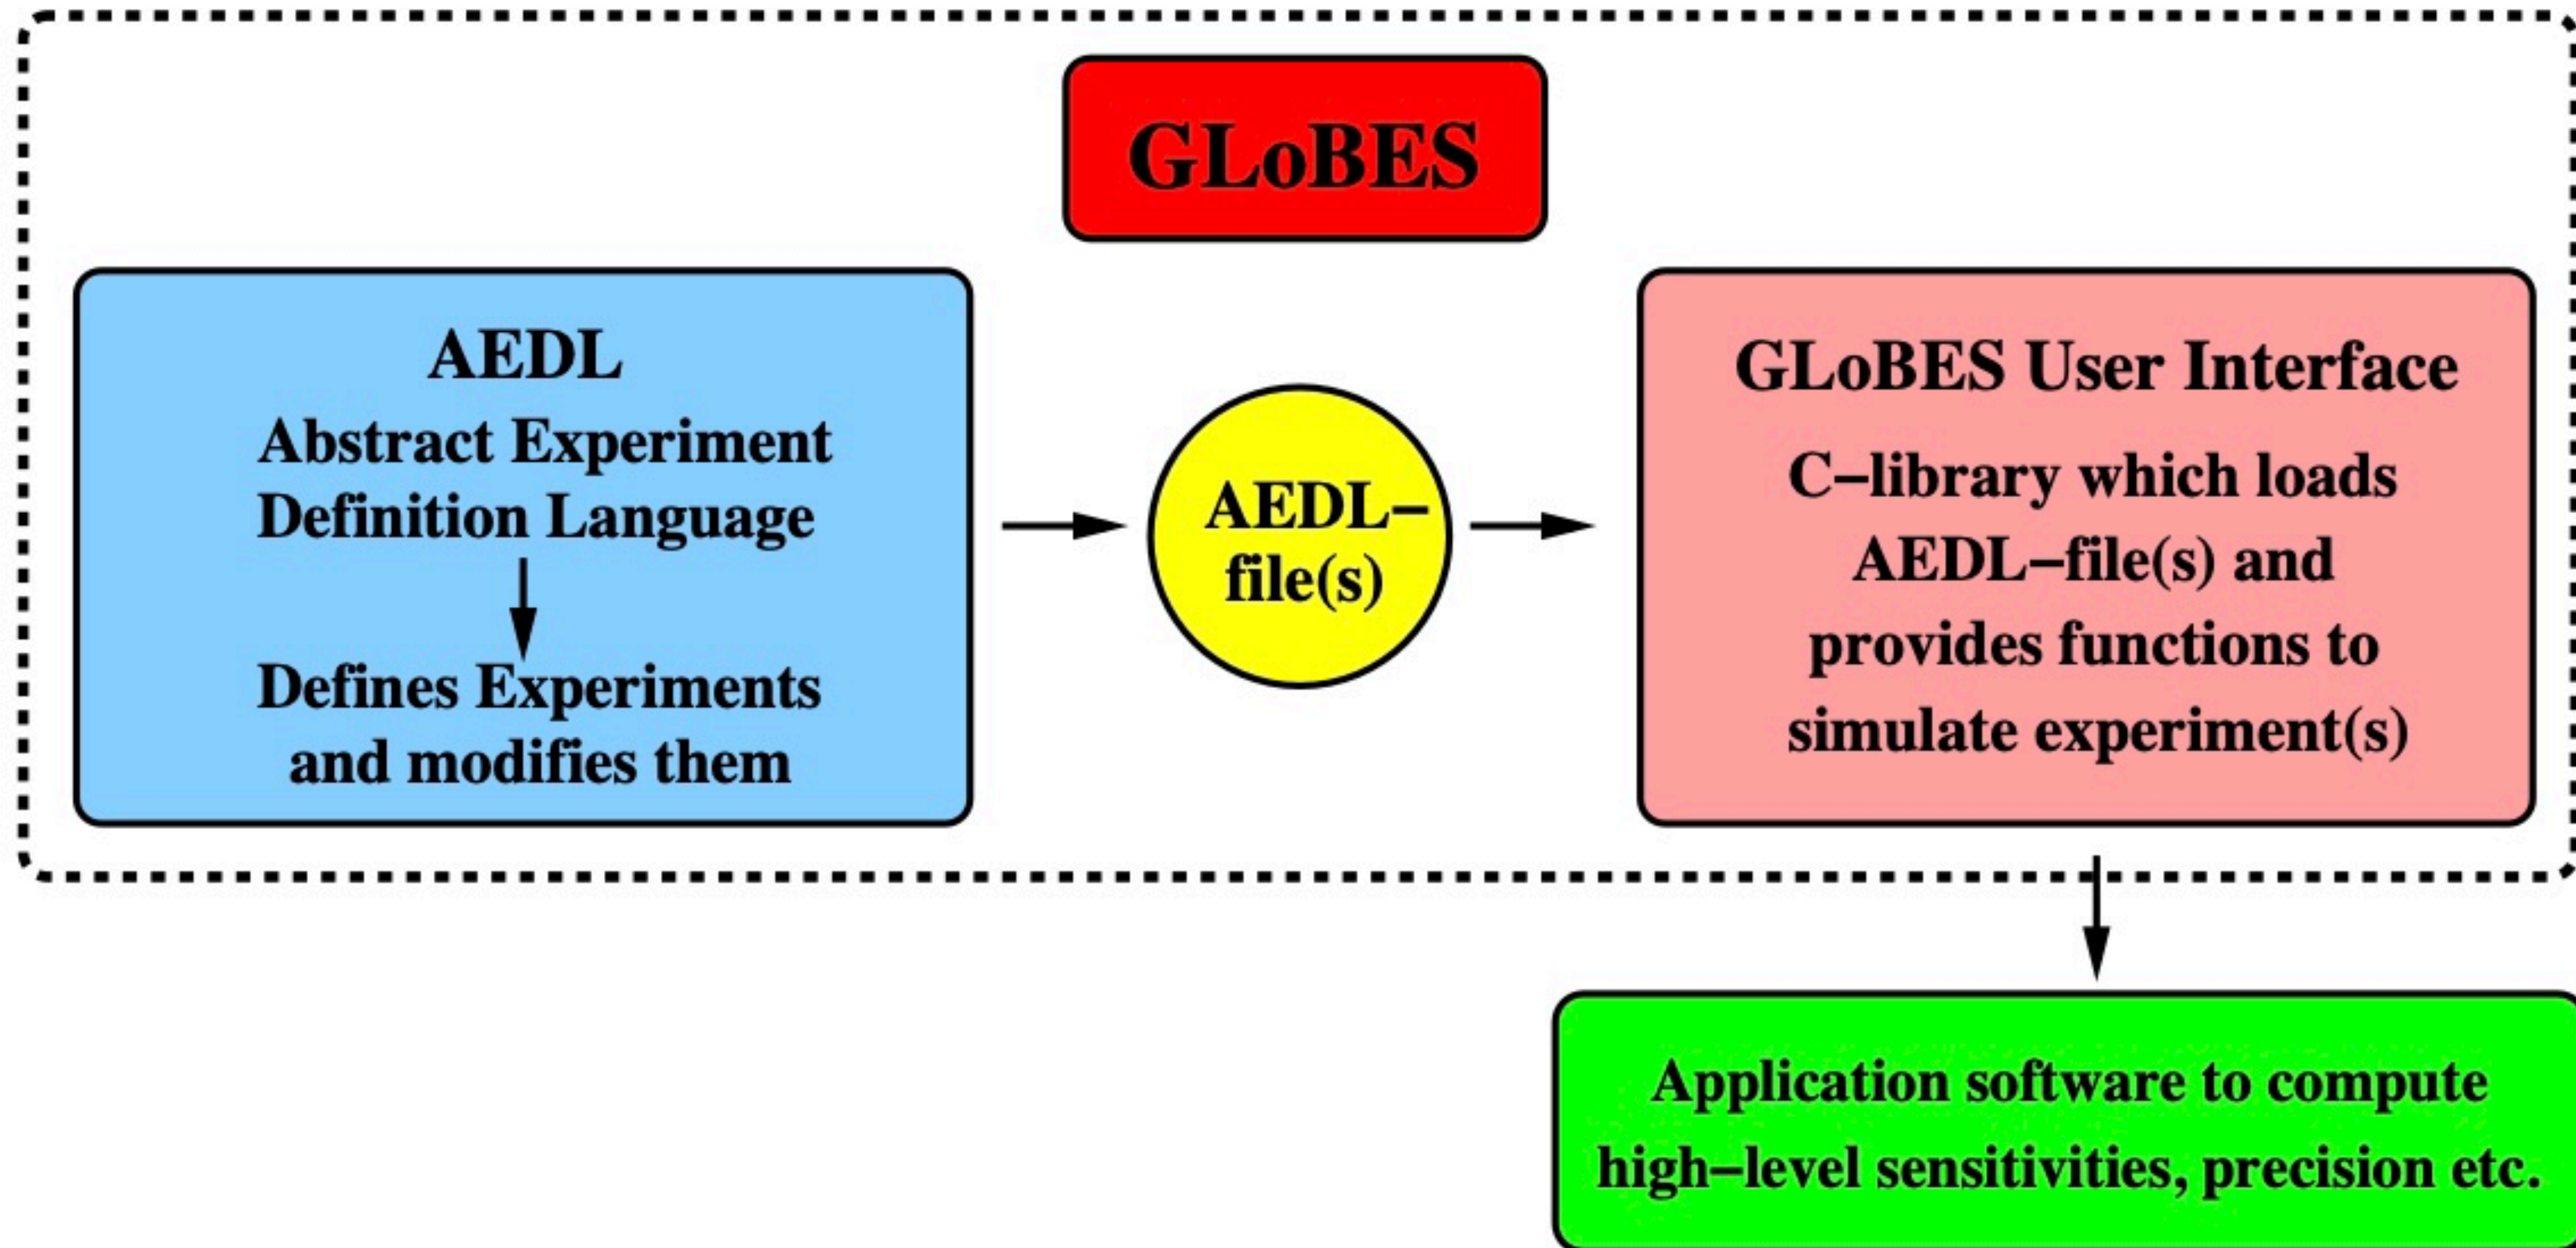 GLoBES
AEDL
Abstract Experiment
Definition Language
Defines Experiments
and modifies them
AEDL–
file(s)
GLoBES User Interface
C–library which loads
AEDL–file(s) and
provides functions to
simulate experiment(s)
Application software to compute
high–level sensitivities, precision etc.